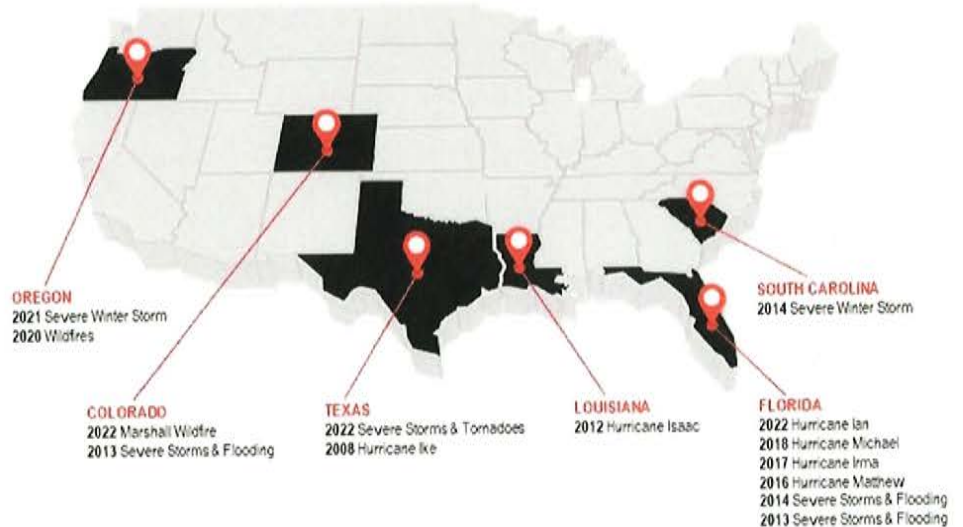 OREGON
2021 Severe Winter Storm
2020 Wildfires
COLORADO
2022 Marshall Wildfire
2013 Severe Storms & Flooding
TEXAS
2022 Severe Storms & Tornadoes
2008 Hurricane Ike
LOUISIANA
2012 Hurricane Isaac
SOUTH CAROLINA
2014 Severe Winter Storm
FLORIDA
2022 Hurricane Ian
2018 Hurricane Michael
2017 Hurricane Irma
2016 Hurricane Matthew
2014 Severe Storms & Flooding
2013 Severe Storms & Flooding